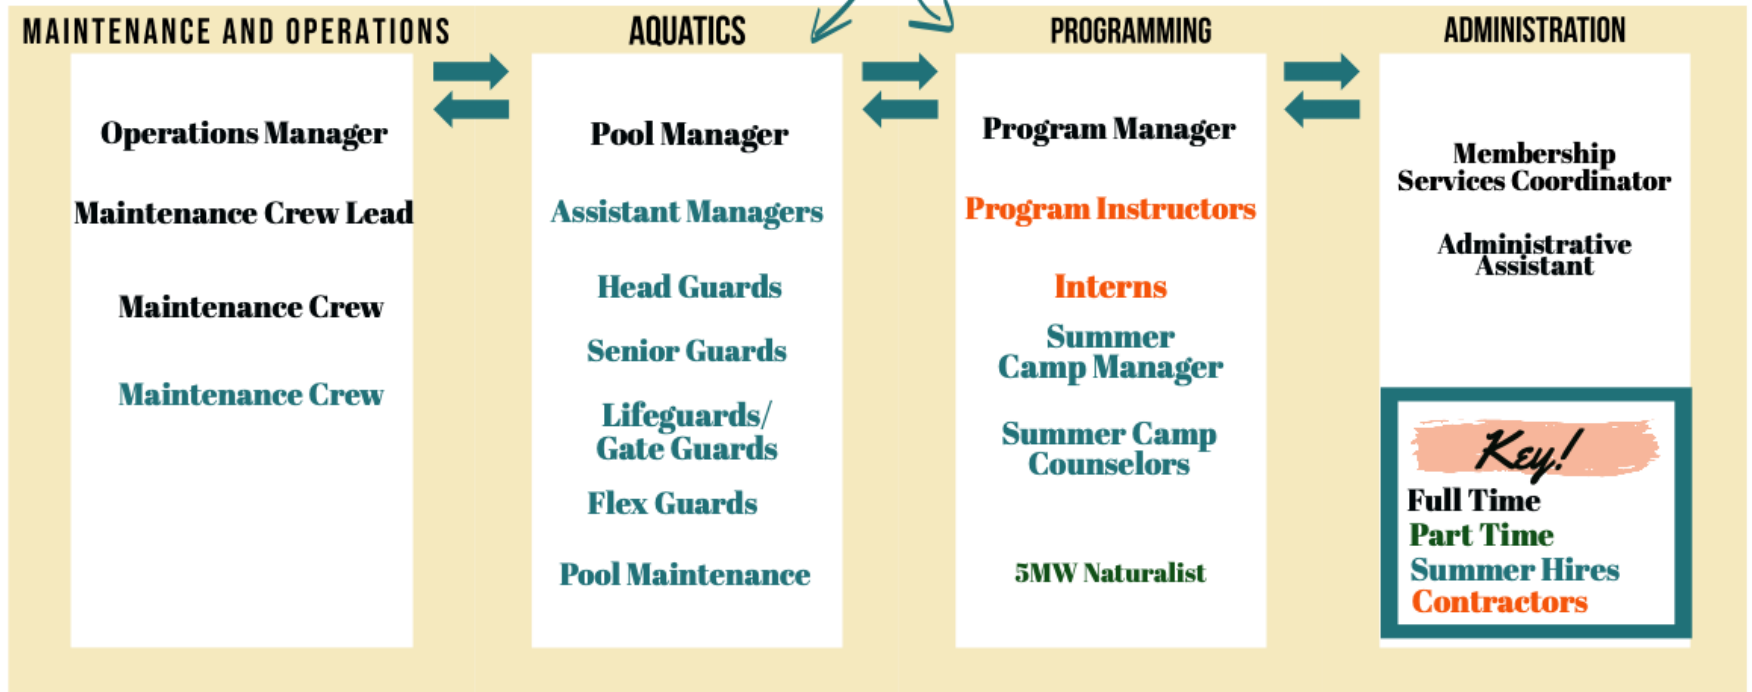 MAINTENANCE AND OPERATIONS
Operations Manager
Maintenance Crew Lead
Maintenance Crew
Maintenance Crew
AQUATICS
Pool Manager
Assistant Managers
Head Guards
Senior Guards
Lifeguards/
Gate Guards
Flex Guards
Pool Maintenance
PROGRAMMING
Program Manager
Program Instructors
Interns
Summer
Camp Manager
Summer Camp
Counselors
5MW Naturalist
ADMINISTRATION
Membership
Services Coordinator
Administrative
Assistant
Key!
Full Time
Part Time
Summer Hires
Contractors